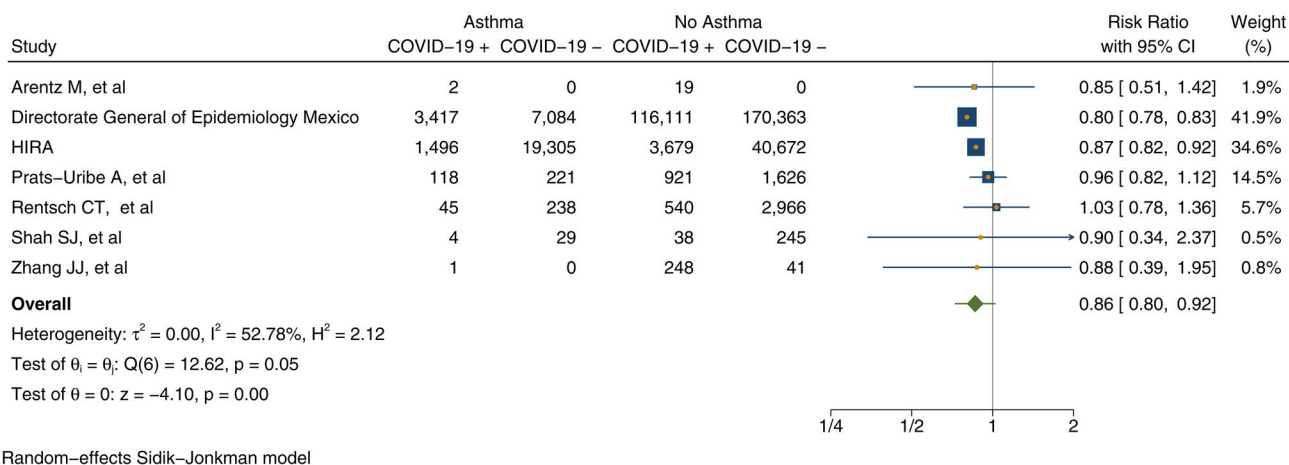 Asthma No Asthma Risk Ratio Weight
Study COVID−19 + COVID−19 − COVID−19 + COVID−19 − with 95% CI (%)
Arentz M, et al 2 0 19 0 0.85 [ 0.51, 1.42] 1.9%
Directorate General of Epidemiology Mexico 3,417 7,084 116,111 170,363 0.80 [ 0.78, 0.83] 41.9%
HIRA 1,496 19,305 3,679 40,672 0.87 [ 0.82, 0.92] 34.6%
Prats−Uribe A, et al 118 221 921 1,626 0.96 [ 0.82, 1.12] 14.5%
Rentsch CT, et al 45 238 540 2,966 1.03 [ 0.78, 1.36] 5.7%
Shah SJ, et al 4 29 38 245 0.90 [ 0.34, 2.37] 0.5%
Zhang JJ, et al 1 0 248 41 0.88 [ 0.39, 1.95] 0.8%
Overall 0.86 [ 0.80, 0.92]
Heterogeneity: τ² = 0.00, I² = 52.78%, H² = 2.12
Test of θᵢ = θⱼ: Q(6) = 12.62, p = 0.05
Test of θ = 0: z = −4.10, p = 0.00
1/4 1/2 1 2
Random−effects Sidik−Jonkman model